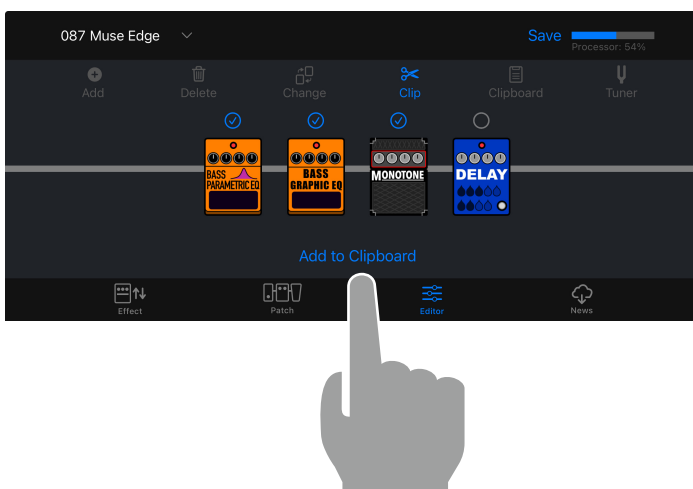 087 Muse Edge
Save
Processor: 54%
Add
Delete
Change
Clip
Clipboard
Tuner
BASS
PARAMETRIC EQ
BASS
GRAPHIC EQ
MONOTONE
DELAY
Add to Clipboard
Effect
Patch
Editor
News